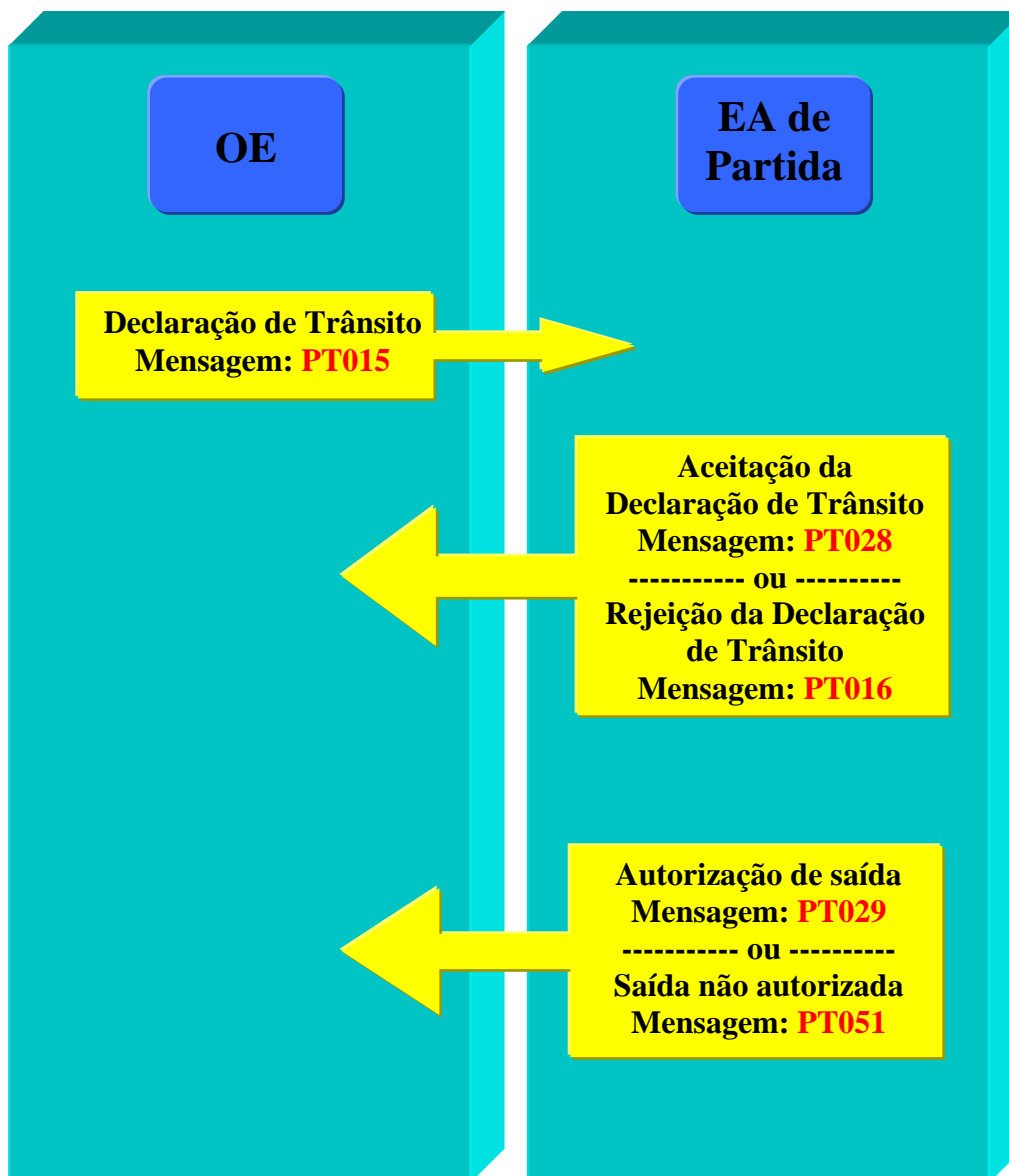 OE
EA de
Partida
Declaração de Trânsito
Mensagem: PT015
Aceitação da
Declaração de Trânsito
Mensagem: PT028
----------- ou ----------
Rejeição da Declaração
de Trânsito
Mensagem: PT016
Autorização de saída
Mensagem: PT029
----------- ou ----------
Saída não autorizada
Mensagem: PT051